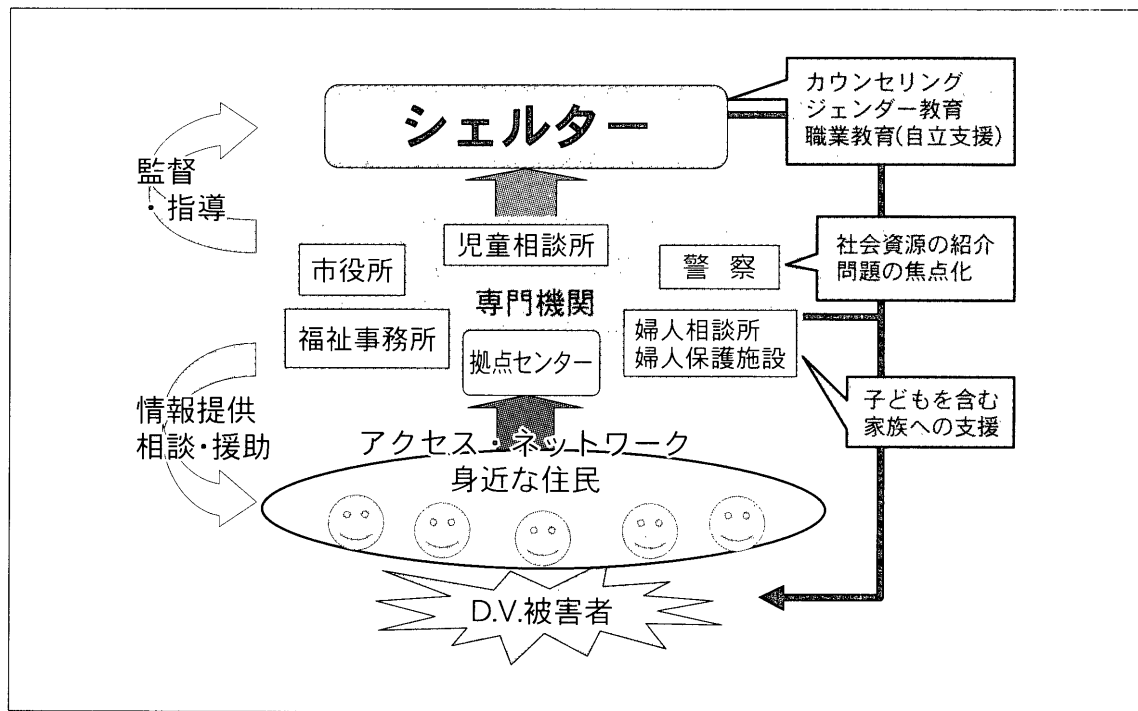 シェルター
カウンセリング
ジェンダー教育
職業教育(自立支援)
監督
・指導
児童相談所
市役所
警 察
社会資源の紹介
問題の焦点化
専門機関
福祉事務所
拠点センター
婦人相談所
婦人保護施設
子どもを含む
家族への支援
情報提供
相談・援助
アクセス・ネットワーク
身近な住民
D.V.被害者